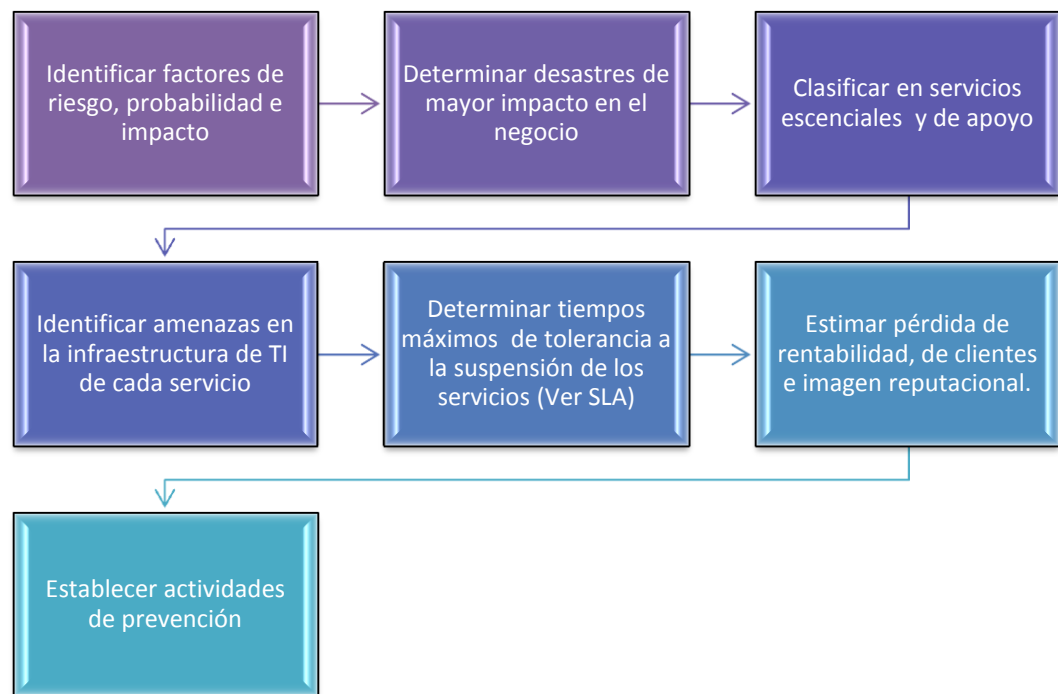 Identificar factores de
riesgo, probabilidad e
impacto
Determinar desastres de
mayor impacto en el
negocio
Clasificar en servicios
escenciales y de apoyo
Identificar amenazas en
la infraestructura de TI
de cada servicio
Determinar tiempos
máximos de tolerancia a
la suspensión de los
servicios (Ver SLA)
Estimar pérdida de
rentabilidad, de clientes
e imagen reputacional.
Establecer actividades
de prevención